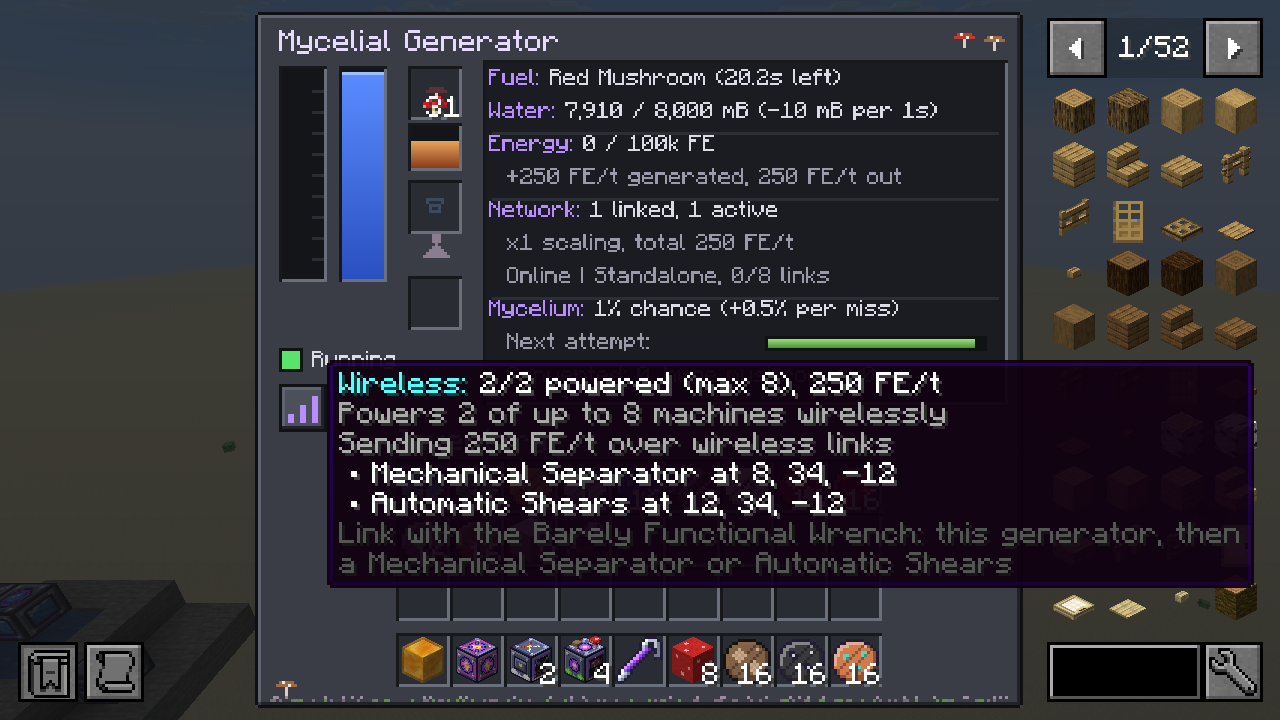 Mycelial Generator
1/52
Fuel: Red Mushroom (20.2s left)
Water: 7,910 / 8,000 mB (-10 mB per 1s)
Energy: 0 / 100k FE
+250 FE/t generated, 250 FE/t out
Network: 1 linked, 1 active
x1 scaling, total 250 FE/t
Online | Standalone, 0/8 links
Mycelium: 1% chance (+0.5% per miss)
Next attempt:
Running
Wireless: 2/2 powered (max 8), 250 FE/t
Powers 2 of up to 8 machines wirelessly
Sending 250 FE/t over wireless links
• Mechanical Separator at 8, 34, -12
• Automatic Shears at 12, 34, -12
Link with the Barely Functional Wrench: this generator, then
a Mechanical Separator or Automatic Shears
2 4 8 16 16 16